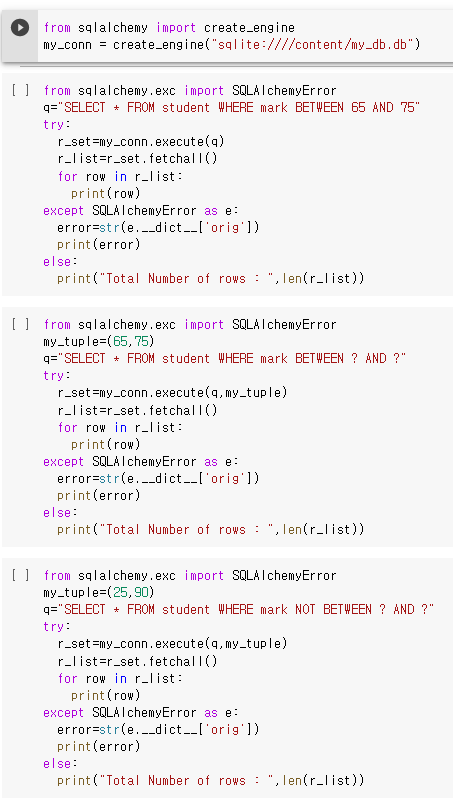 from sqlalchemy import create_engine
my_conn = create_engine("sqlite:////content/my_db.db")
[ ] from sqlalchemy.exc import SQLAlchemyError
q="SELECT * FROM student WHERE mark BETWEEN 65 AND 75"
try:
  r_set=my_conn.execute(q)
  r_list=r_set.fetchall()
  for row in r_list:
    print(row)
except SQLAlchemyError as e:
  error=str(e.__dict__['orig'])
  print(error)
else:
  print("Total Number of rows : ",len(r_list))
[ ] from sqlalchemy.exc import SQLAlchemyError
my_tuple=(65,75)
q="SELECT * FROM student WHERE mark BETWEEN ? AND ?"
try:
  r_set=my_conn.execute(q,my_tuple)
  r_list=r_set.fetchall()
  for row in r_list:
    print(row)
except SQLAlchemyError as e:
  error=str(e.__dict__['orig'])
  print(error)
else:
  print("Total Number of rows : ",len(r_list))
[ ] from sqlalchemy.exc import SQLAlchemyError
my_tuple=(25,90)
q="SELECT * FROM student WHERE mark NOT BETWEEN ? AND ?"
try:
  r_set=my_conn.execute(q,my_tuple)
  r_list=r_set.fetchall()
  for row in r_list:
    print(row)
except SQLAlchemyError as e:
  error=str(e.__dict__['orig'])
  print(error)
else:
  print("Total Number of rows : ",len(r_list))